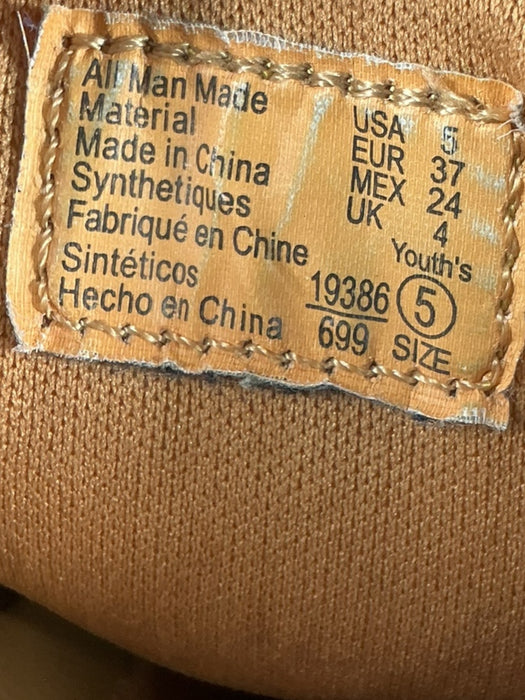 All Man Made
Material
Made in China
Synthetiques
Fabriqué en Chine
Sintéticos
Hecho en China
USA 5
EUR 37
MEX 24
UK 4
Youth's
19386
699
5
SIZE